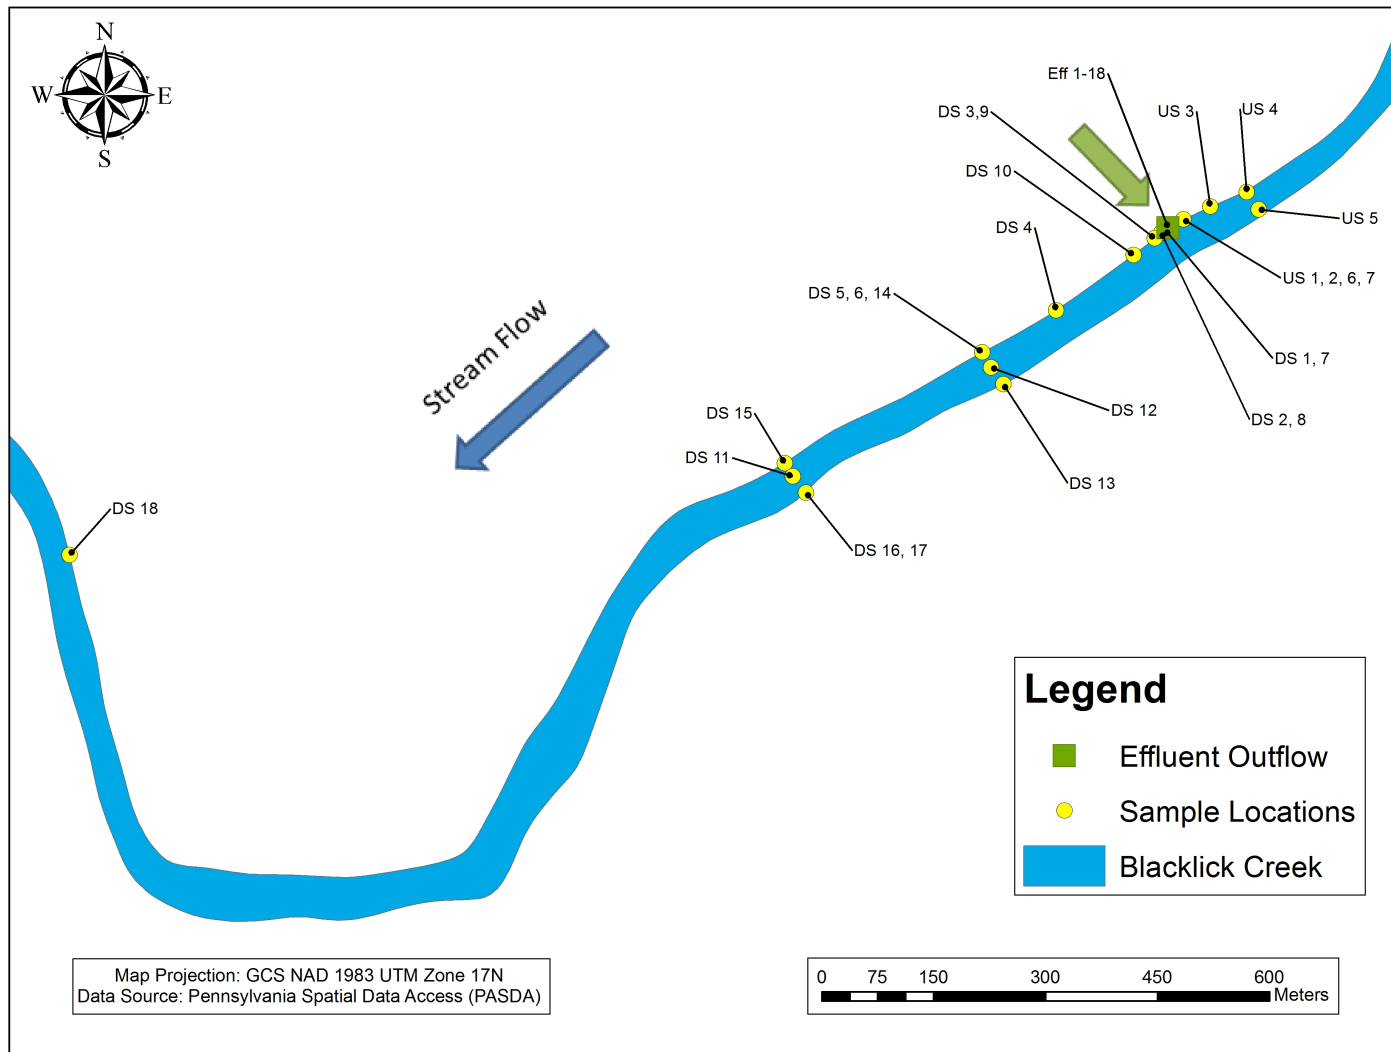 N
W
E
S
Eff 1-18
DS 3,9
US 3
US 4
DS 10
US 5
DS 4
US 1, 2, 6, 7
DS 5, 6, 14
Stream Flow
DS 1, 7
DS 12
DS 2, 8
DS 15
DS 11
DS 13
DS 18
DS 16, 17
Legend
Effluent Outflow
Sample Locations
Blacklick Creek
Map Projection: GCS NAD 1983 UTM Zone 17N
Data Source: Pennsylvania Spatial Data Access (PASDA)
0 75 150 300 450 600
Meters